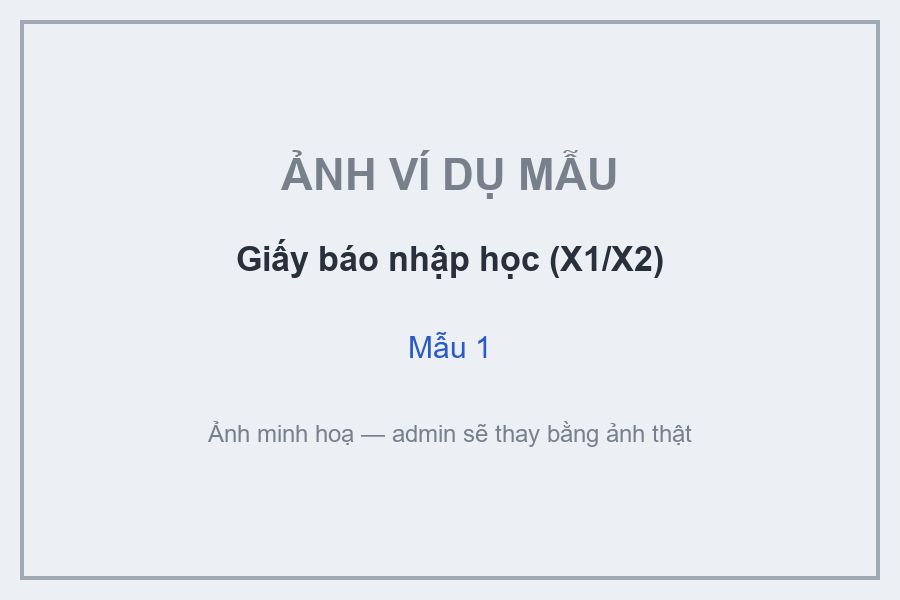 ẢNH VÍ DỤ MẪU
Giấy báo nhập học (X1/X2)
Mẫu 1
Ảnh minh hoạ — admin sẽ thay bằng ảnh thật